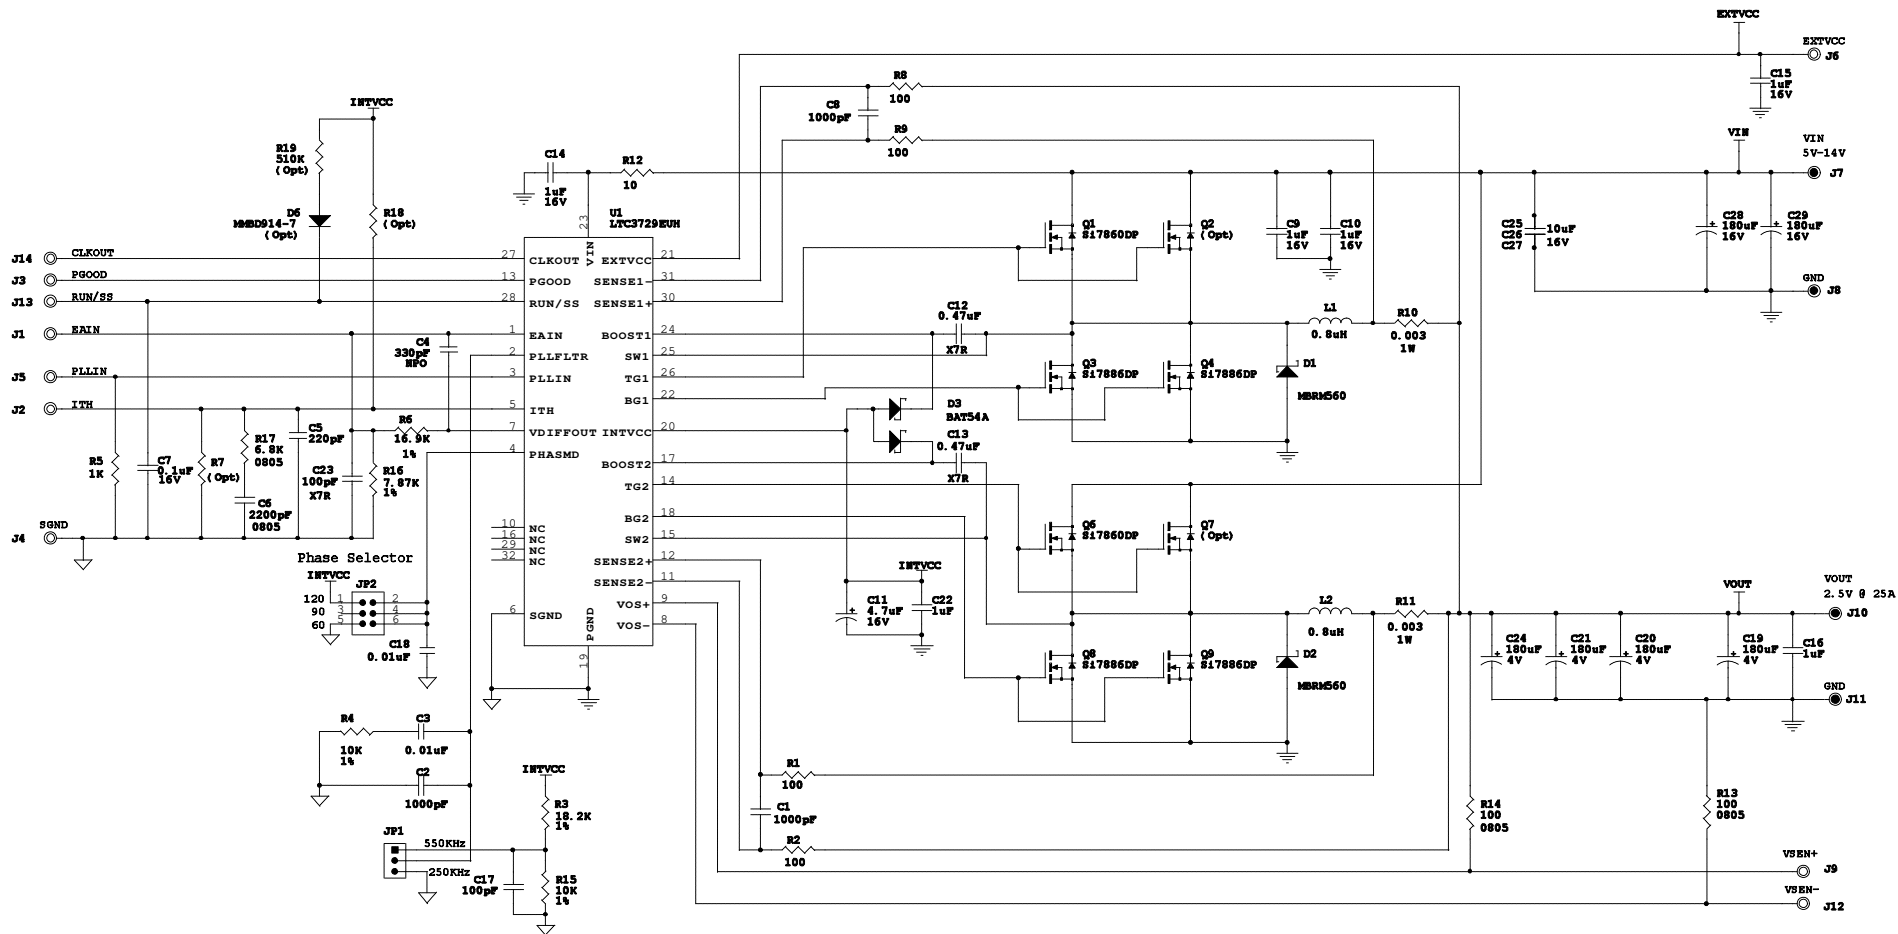 EXTVCC
EXTVCC
J6
C15
1uF
16V
R8
100
C8
1000pF
R9
100
INTVCC
R19
510K
(Opt)
D6
MMBD914-7
(Opt)
R18
(Opt)
C14
1uF
16V
R12
10
VIN
VIN
5V-14V
J7
U1
LTC3729EUH
Q1
Si7860DP
Q2
(Opt)
C9
1uF
16V
C10
1uF
16V
C25
C26
C27
10uF
16V
C28
180uF
16V
C29
180uF
16V
GND
J8
J14
CLKOUT
J3
PGOOD
J13
RUN/SS
J1
EAIN
J5
PLLIN
J2
ITH
J4
SGND
27
CLKOUT
13
PGOOD
28
RUN/SS
1
EAIN
2
PLLFLTR
3
PLLIN
5
ITH
7
VDIFFOUT
4
PHASMD
10
NC
16
NC
29
NC
32
NC
6
SGND
23
VIN
PGND
19
EXTVCC
21
SENSE1-
31
SENSE1+
30
BOOST1
24
SW1
25
TG1
26
BG1
22
INTVCC
20
BOOST2
17
TG2
14
BG2
18
SW2
15
SENSE2+
12
SENSE2-
11
VOS+
9
VOS-
8
C4
330pF
NPO
R6
16.9K
1%
R5
1K
C7
0.1uF
16V
R7
(Opt)
R17
6.8K
0805
C6
2200pF
0805
C5
220pF
C23
100pF
X7R
R16
7.87K
1%
C12
0.47uF
X7R
D3
BAT54A
C13
0.47uF
X7R
Q3
Si7886DP
Q4
Si7886DP
D1
MBRM560
L1
0.8uH
R10
0.003
1W
Q6
Si7860DP
Q7
(Opt)
Q8
Si7886DP
Q9
Si7886DP
D2
MBRM560
L2
0.8uH
R11
0.003
1W
INTVCC
C11
4.7uF
16V
C22
1uF
VOUT
VOUT
2.5V @ 25A
J10
C24
180uF
4V
C21
180uF
4V
C20
180uF
4V
C19
180uF
4V
C16
1uF
GND
J11
Phase Selector
INTVCC
JP2
120
90
60
1
2
3
4
5
6
C18
0.01uF
R4
10K
1%
C3
0.01uF
C2
1000pF
INTVCC
R3
18.2K
1%
JP1
550KHz
250KHz
C17
100pF
R15
10K
1%
R1
100
C1
1000pF
R2
100
R14
100
0805
R13
100
0805
VSEN+
J9
VSEN-
J12